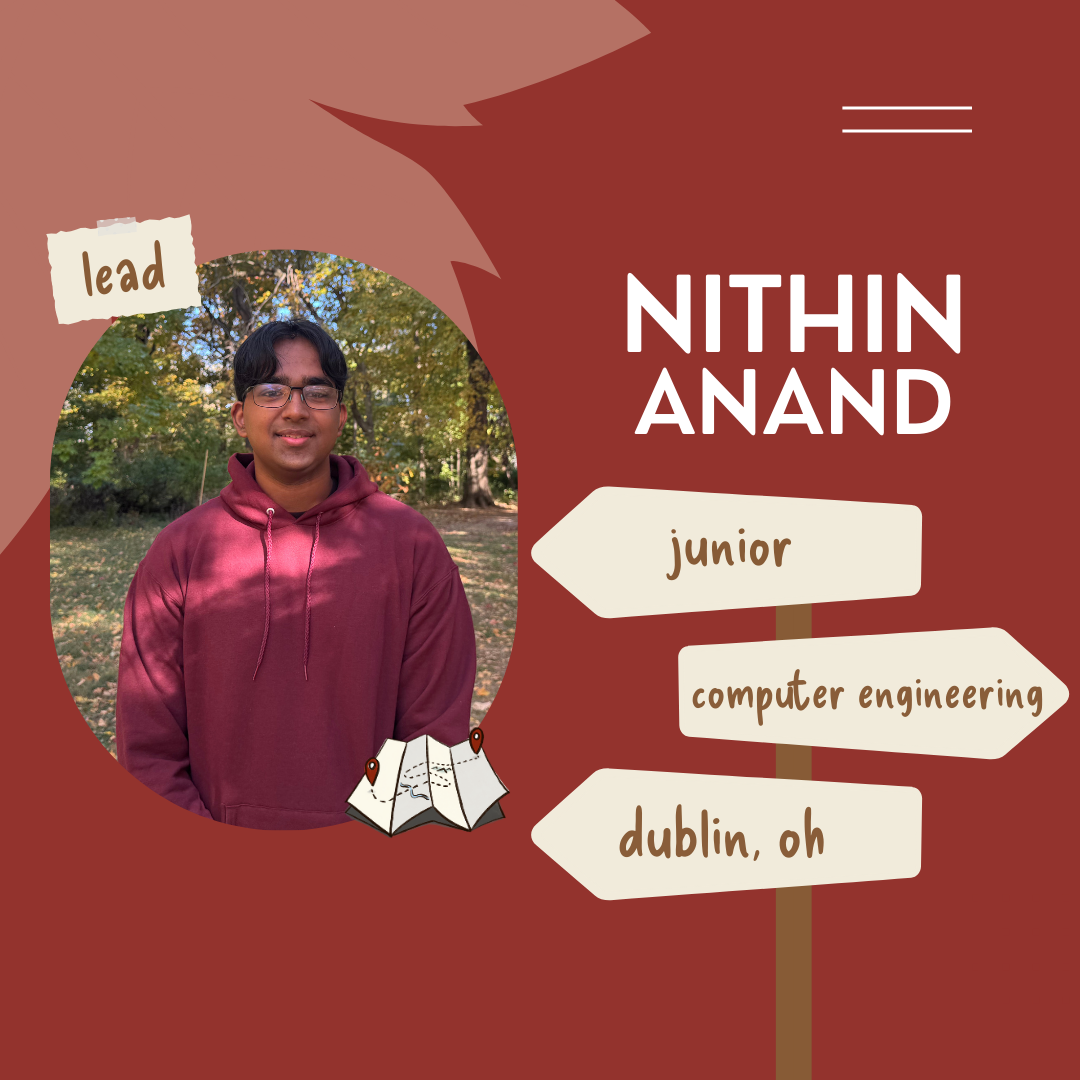 lead
NITHIN
ANAND
junior
computer engineering
dublin, oh